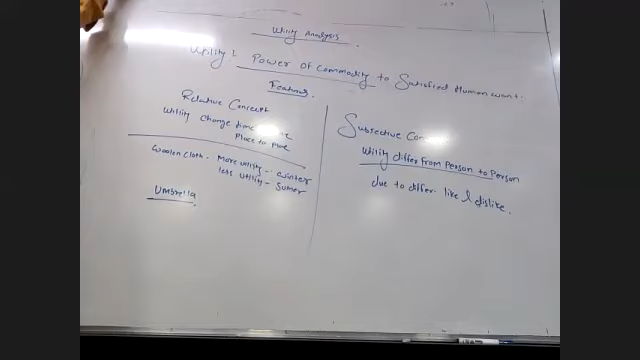 Utility Analysis
Utility : Power of commodity to Satisfied Human want.
Features.
Relative Concept
Utility change time
Place to Place
Woolen cloth - More utility - winter
less utility - Sumer
Umbrella
Subsective
Utility differ from Person to Person
due to differ. like & dislike.